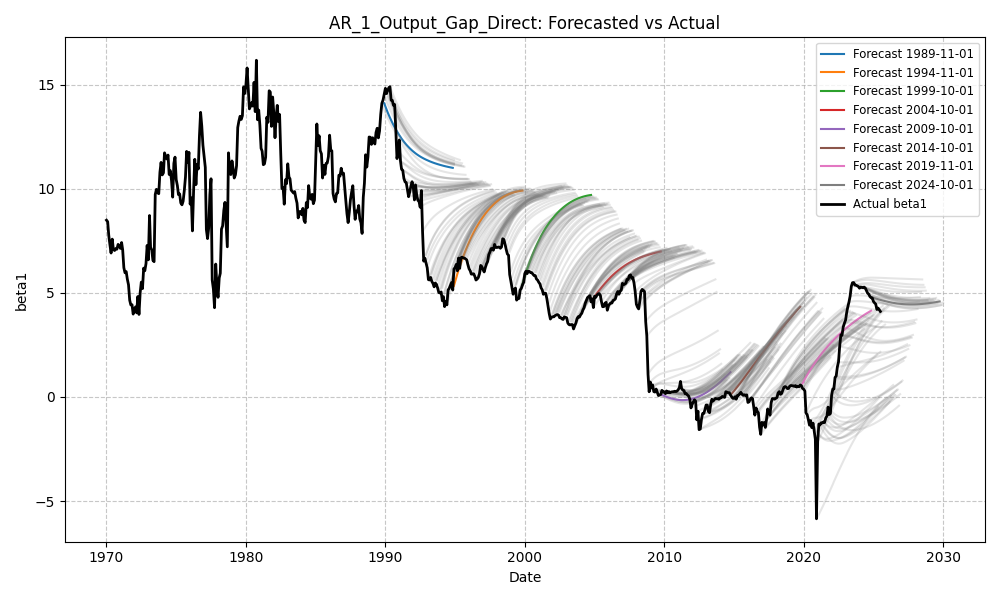 AR_1_Output_Gap_Direct: Forecasted vs Actual
beta1
15
10
5
0
−5
1970
1980
1990
2000
2010
2020
2030
Date
Forecast 1989-11-01
Forecast 1994-11-01
Forecast 1999-10-01
Forecast 2004-10-01
Forecast 2009-10-01
Forecast 2014-10-01
Forecast 2019-11-01
Forecast 2024-10-01
Actual beta1